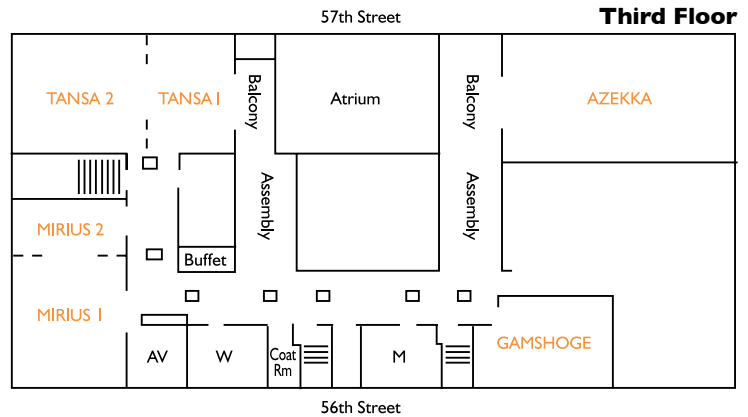 57th Street
Third Floor
TANSA 2
TANSA 1
Balcony
Atrium
Balcony
AZEKKA
Assembly
Assembly
MIRIUS 2
Buffet
MIRIUS 1
AV
W
Coat
Rm
M
GAMSHOGE
56th Street